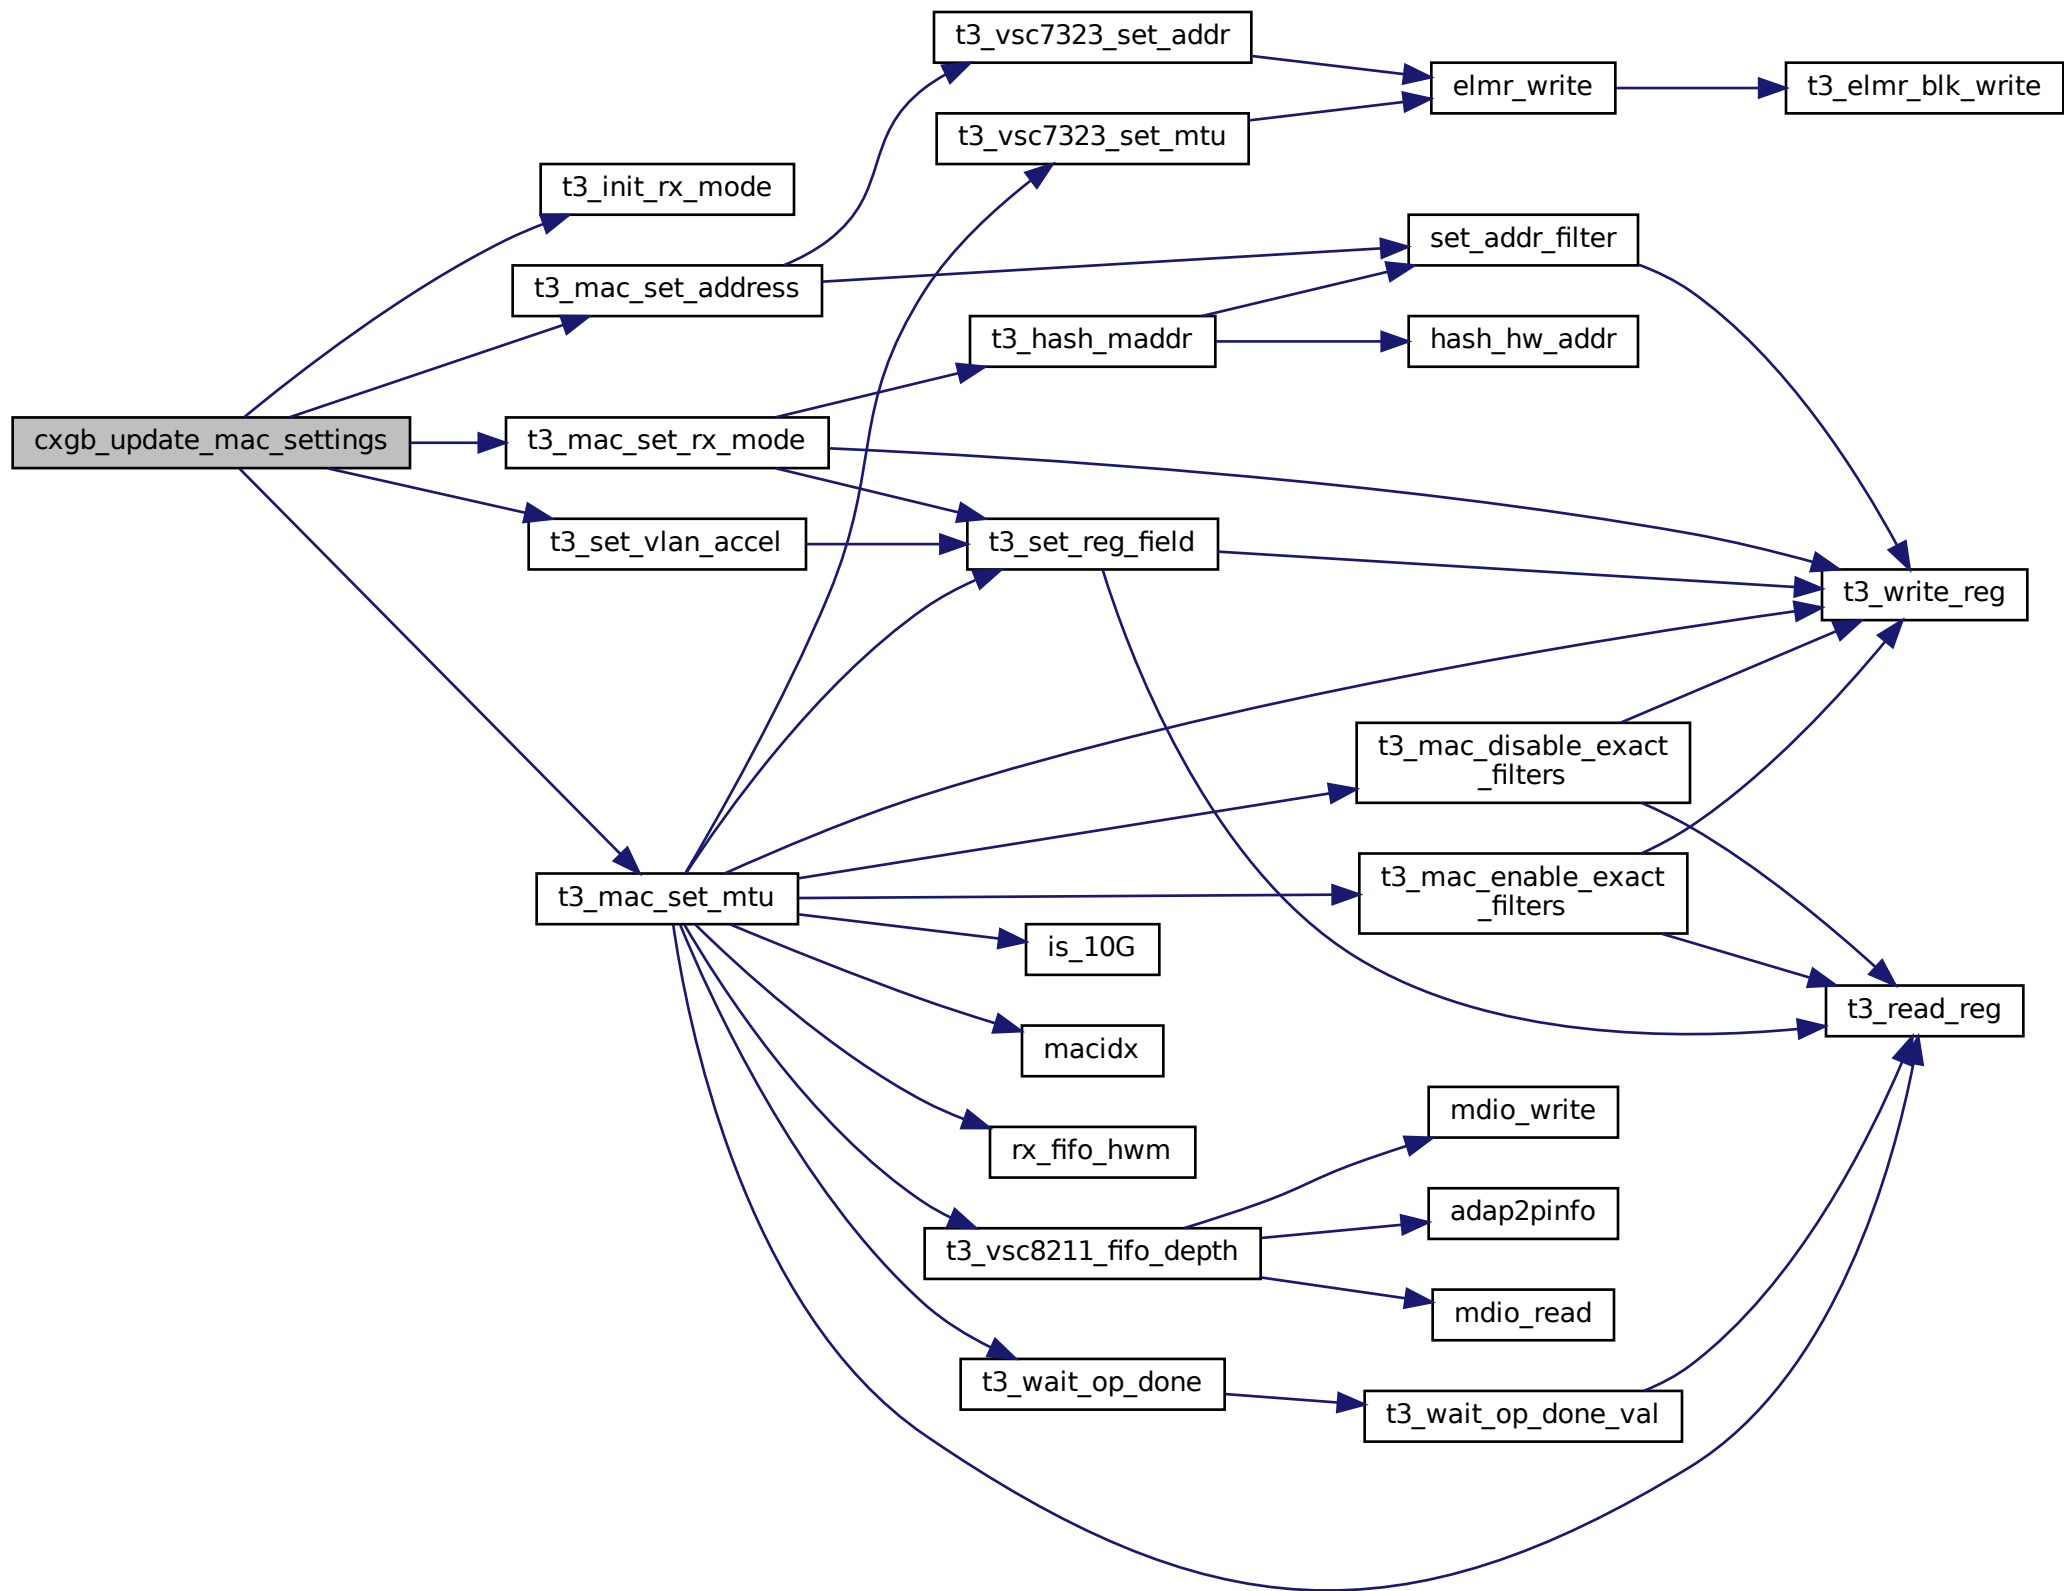 t3_vsc7323_set_addr
elmr_write
t3_elmr_blk_write
t3_vsc7323_set_mtu
t3_init_rx_mode
set_addr_filter
t3_mac_set_address
t3_hash_maddr
hash_hw_addr
cxgb_update_mac_settings
t3_mac_set_rx_mode
t3_set_vlan_accel
t3_set_reg_field
t3_write_reg
t3_mac_disable_exact
_filters
t3_mac_enable_exact
_filters
t3_mac_set_mtu
is_10G
t3_read_reg
macidx
mdio_write
rx_fifo_hwm
adap2pinfo
t3_vsc8211_fifo_depth
mdio_read
t3_wait_op_done
t3_wait_op_done_val